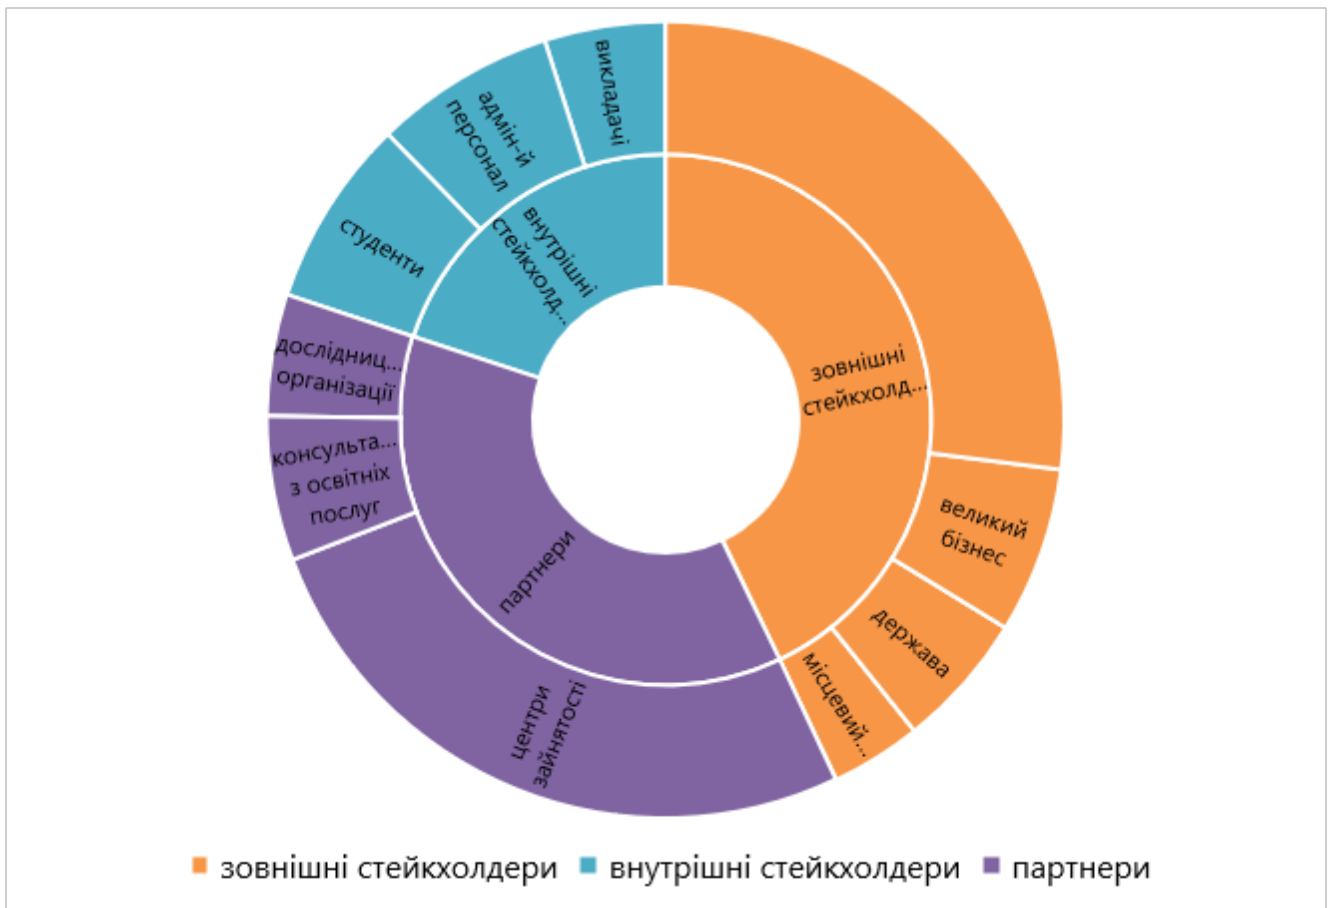 викладачі
адмін-й
персонал
студенти
внутрішні
стейкхолд...
дослідниц...
організації
консульта...
з освітніх
послуг
партнери
центри
зайнятості
зовнішні
стейкхолд...
великий
бізнес
держава
місцевий...
зовнішні стейкхолдери внутрішні стейкхолдери партнери